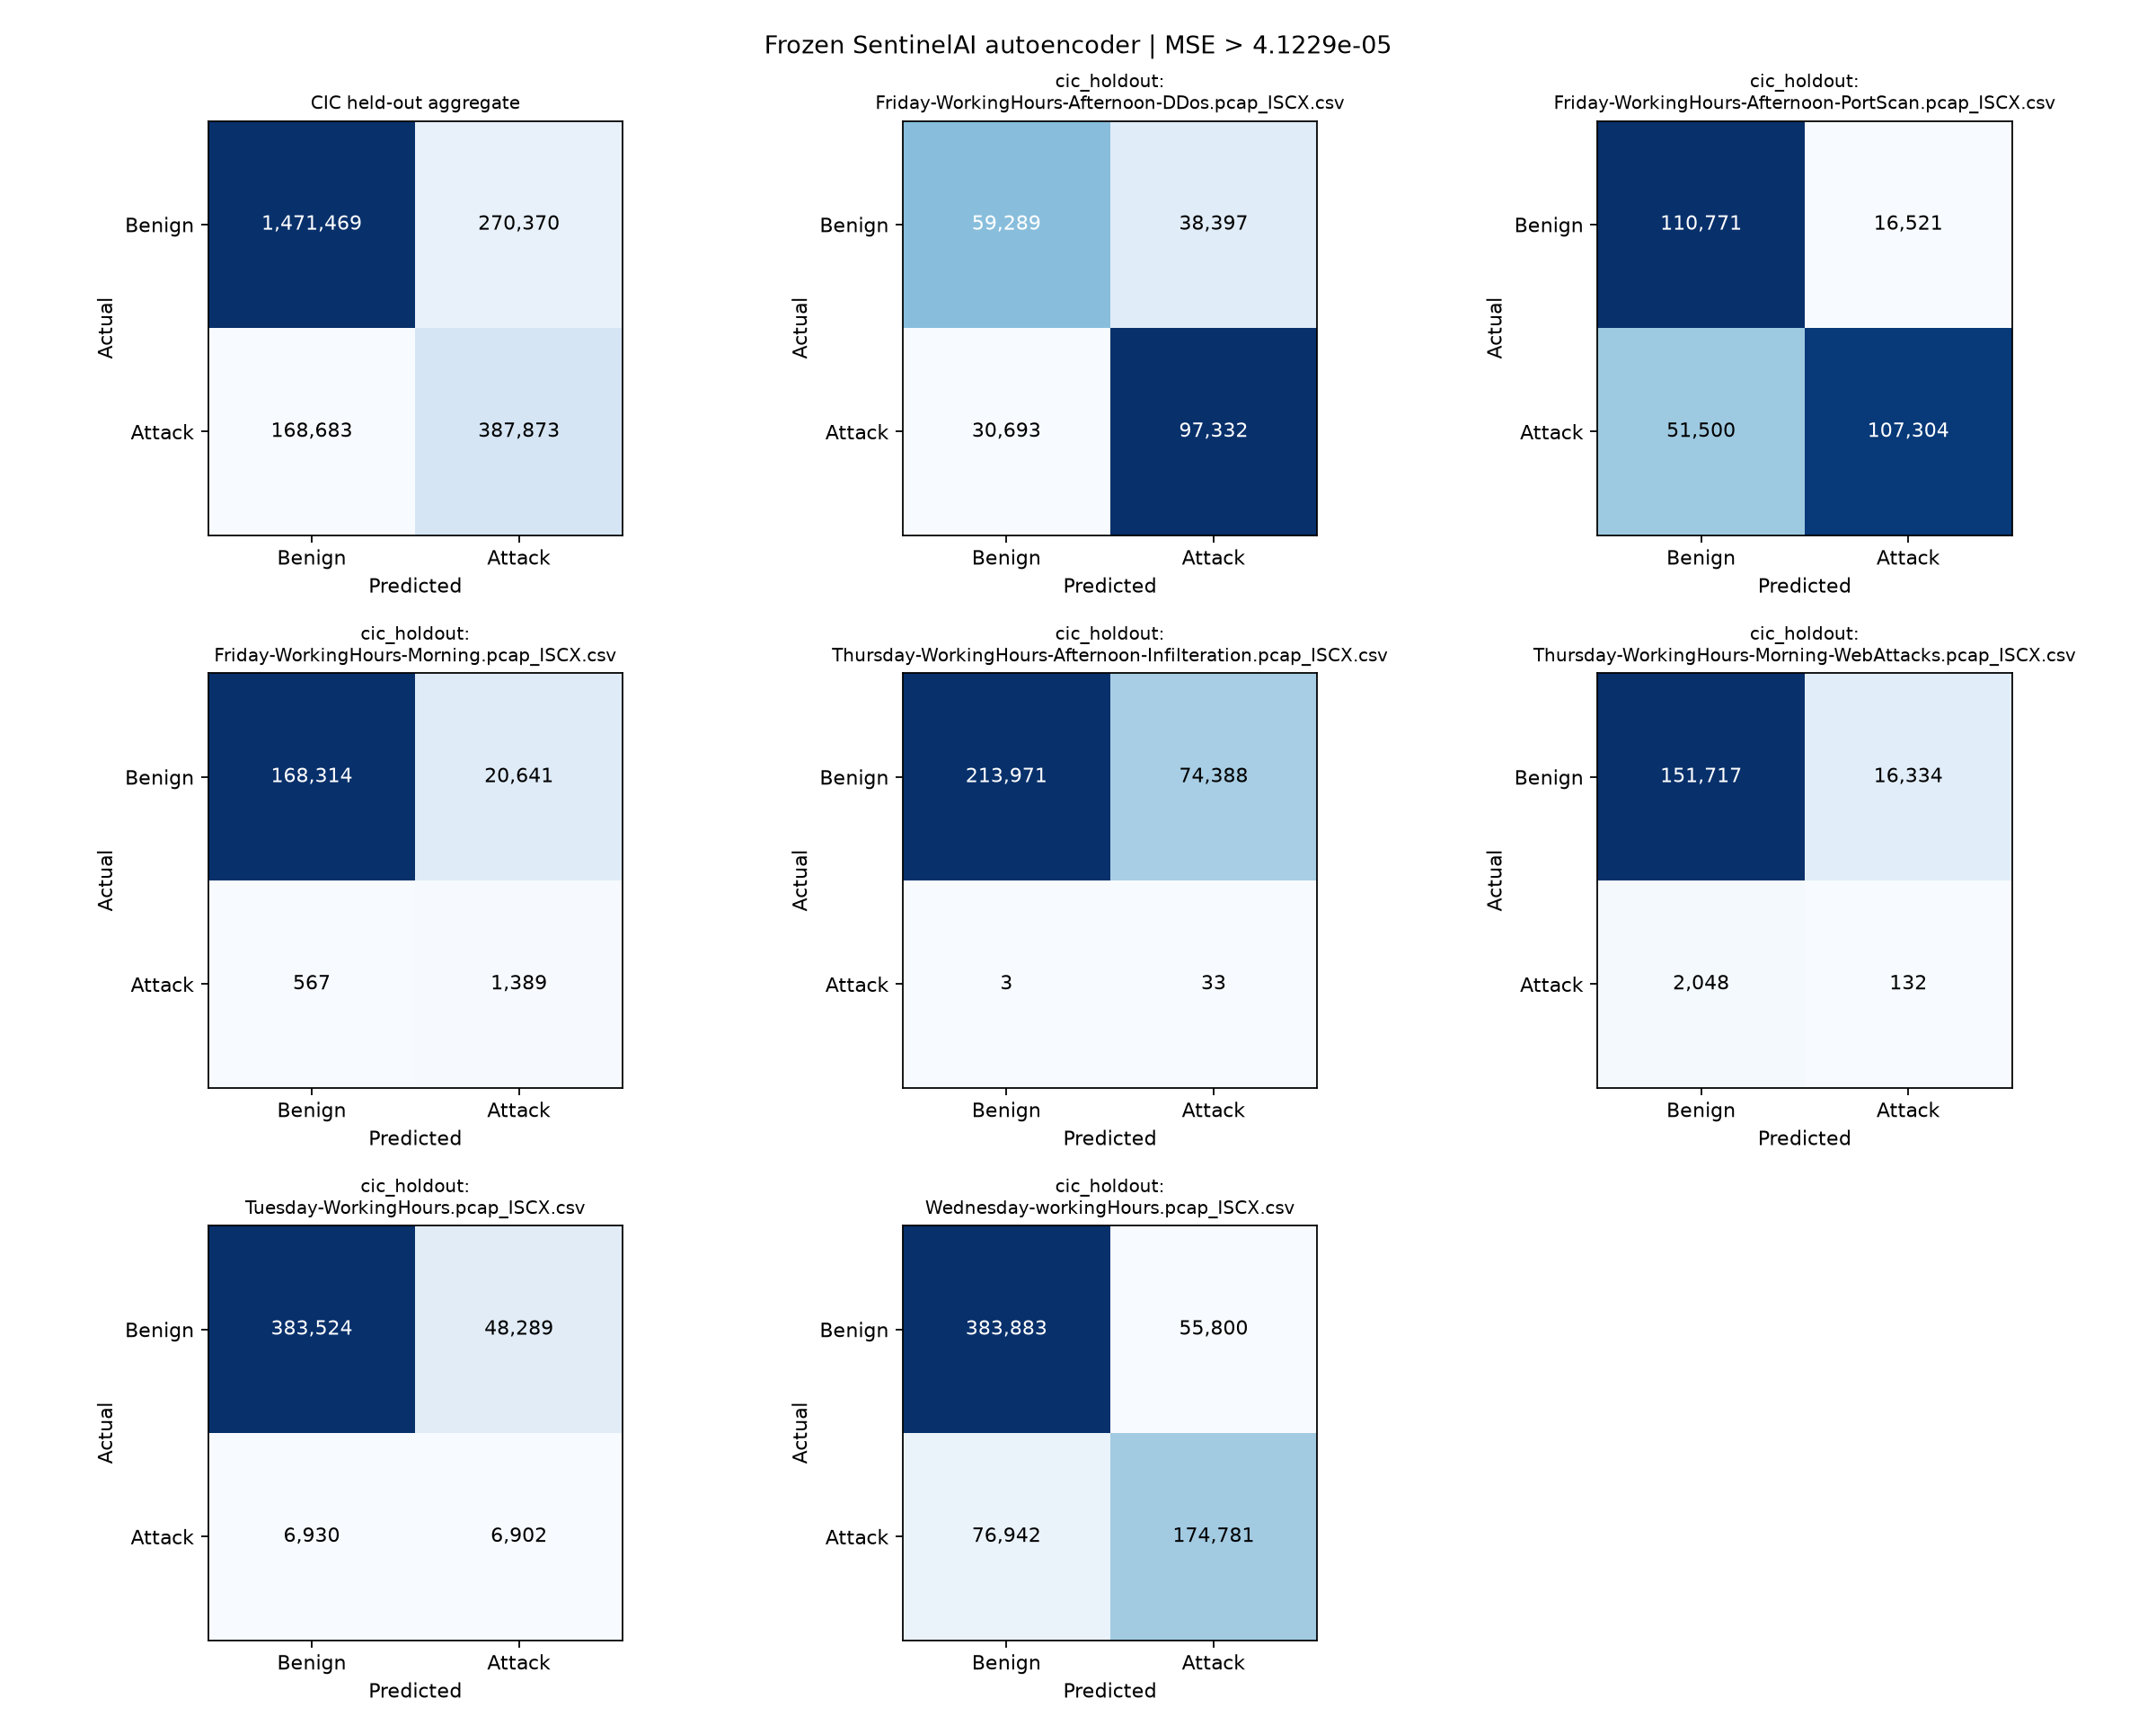 Frozen SentinelAI autoencoder | MSE > 4.1229e-05
CIC held-out aggregate
Actual
Benign
1,471,469
270,370
Attack
168,683
387,873
Benign
Attack
Predicted
cic_holdout:
Friday-WorkingHours-Afternoon-DDos.pcap_ISCX.csv
Actual
Benign
59,289
38,397
Attack
30,693
97,332
Benign
Attack
Predicted
cic_holdout:
Friday-WorkingHours-Afternoon-PortScan.pcap_ISCX.csv
Actual
Benign
110,771
16,521
Attack
51,500
107,304
Benign
Attack
Predicted
cic_holdout:
Friday-WorkingHours-Morning.pcap_ISCX.csv
Actual
Benign
168,314
20,641
Attack
567
1,389
Benign
Attack
Predicted
cic_holdout:
Thursday-WorkingHours-Afternoon-Infilteration.pcap_ISCX.csv
Actual
Benign
213,971
74,388
Attack
3
33
Benign
Attack
Predicted
cic_holdout:
Thursday-WorkingHours-Morning-WebAttacks.pcap_ISCX.csv
Actual
Benign
151,717
16,334
Attack
2,048
132
Benign
Attack
Predicted
cic_holdout:
Tuesday-WorkingHours.pcap_ISCX.csv
Actual
Benign
383,524
48,289
Attack
6,930
6,902
Benign
Attack
Predicted
cic_holdout:
Wednesday-workingHours.pcap_ISCX.csv
Actual
Benign
383,883
55,800
Attack
76,942
174,781
Benign
Attack
Predicted